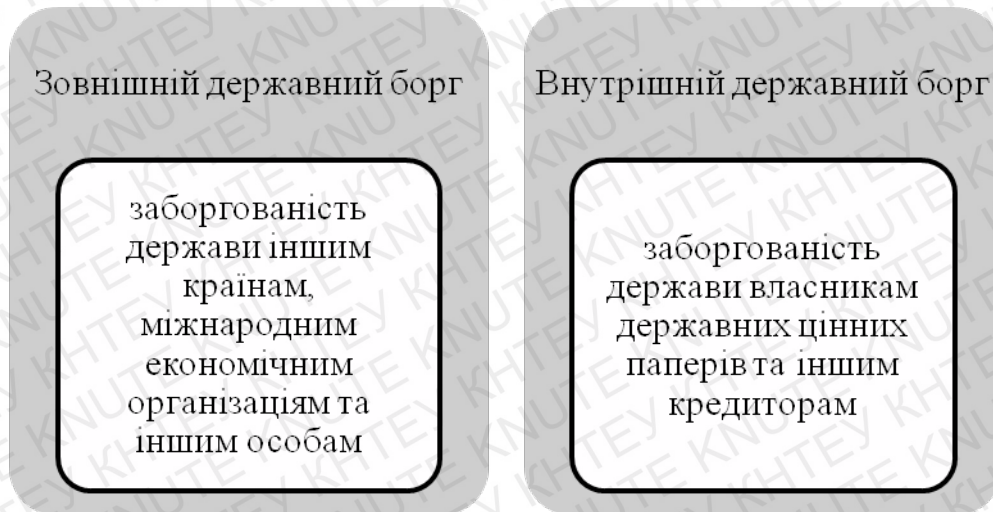 Зовнішній державний борг
заборгованість
держави іншим
країнам,
міжнародним
економічним
організаціям та
іншим особам
Внутрішній державний борг
заборгованість
держави власникам
державних цінних
паперів та іншим
кредиторам